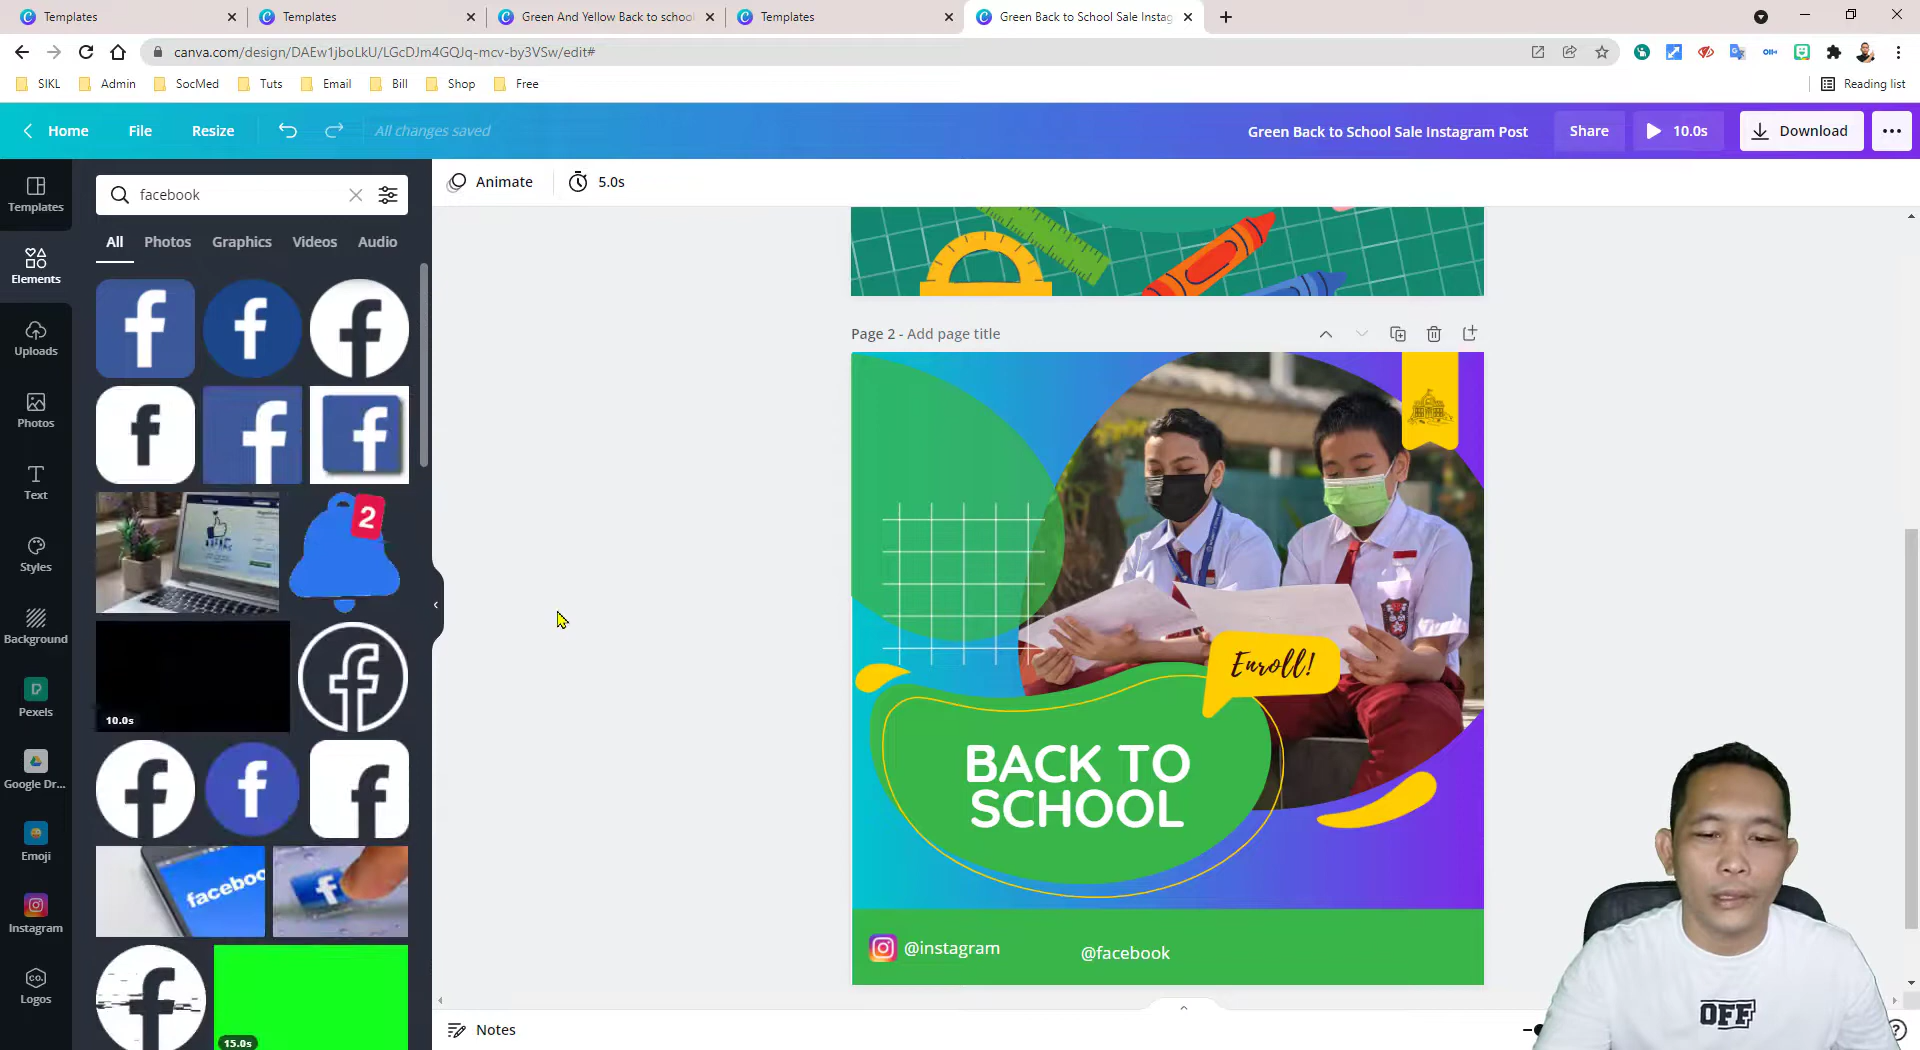 Templates
Templates
Green And Yellow Back to schoo
Templates
Green Back to School Sale Instag
canva.com/design/DAEw1jboLkU/LGcDJm4GQJq-mcv-by3VSw/edit#
SIKL
Admin
SocMed
Tuts
Email
Bill
Shop
Free
Reading list
Home
File
Resize
All changes saved
Green Back to School Sale Instagram Post
Share
10.0s
Download
Templates
Elements
Uploads
Photos
Text
Styles
Background
Pexels
Google Dr...
Emoji
Instagram
Logos
facebook
All
Photos
Graphics
Videos
Audio
2
10.0s
faceboo
15.0s
Animate
5.0s
Page 2 - Add page title
Enroll!
BACK TO
SCHOOL
@instagram
@facebook
Notes
OFF